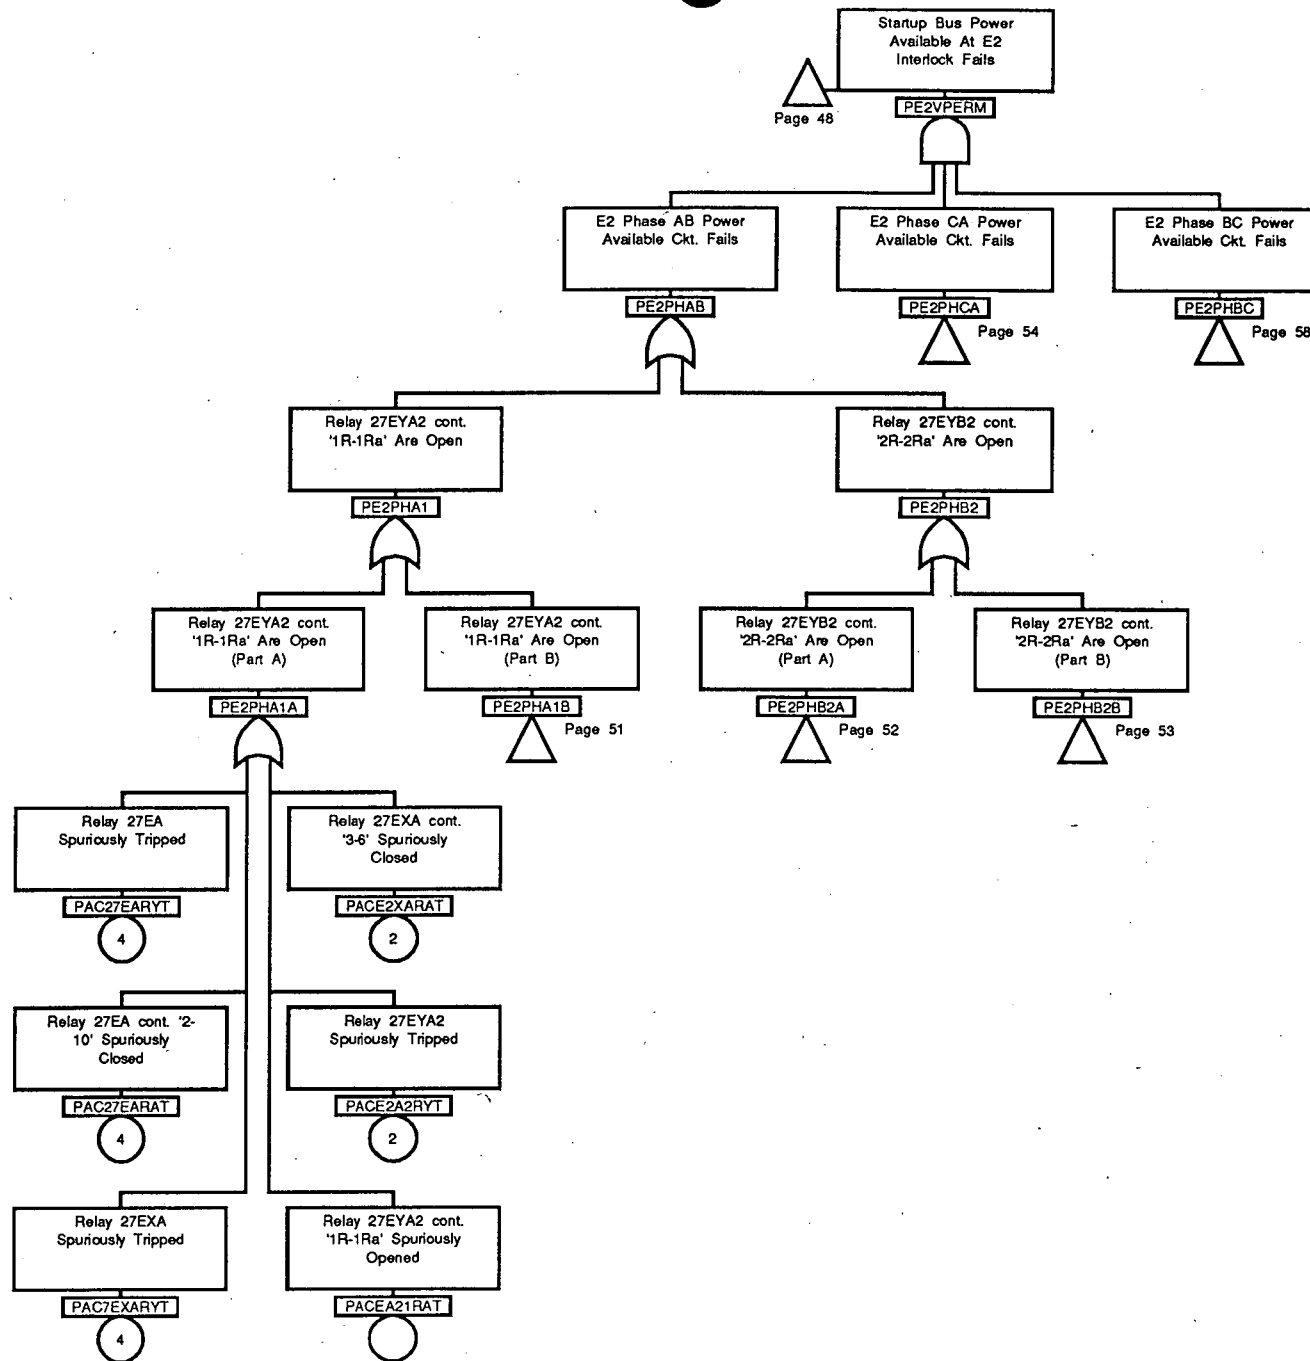 Startup Bus Power
Available At E2
Interlock Fails
Page 48
PE2VPERM
E2 Phase AB Power
Available Ckt. Fails
E2 Phase CA Power
Available Ckt. Fails
E2 Phase BC Power
Available Ckt. Fails
PE2PHAB
PE2PHCA
Page 54
PE2PHBC
Page 58
Relay 27EYA2 cont.
'1R-1Ra' Are Open
Relay 27EYB2 cont.
'2R-2Ra' Are Open
PE2PHA1
PE2PHB2
Relay 27EYA2 cont.
'1R-1Ra' Are Open
(Part A)
Relay 27EYA2 cont.
'1R-1Ra' Are Open
(Part B)
Relay 27EYB2 cont.
'2R-2Ra' Are Open
(Part A)
Relay 27EYB2 cont.
'2R-2Ra' Are Open
(Part B)
PE2PHA1A
PE2PHA1B
Page 51
PE2PHB2A
Page 52
PE2PHB2B
Page 53
Relay 27EA
Spuriously Tripped
Relay 27EXA cont.
'3-6' Spuriously
Closed
PAC27EARYT
4
PACE2XARAT
2
Relay 27EA cont. '2-
10' Spuriously
Closed
Relay 27EYA2
Spuriously Tripped
PAC27EARAT
4
PACE2A2RYT
2
Relay 27EXA
Spuriously Tripped
Relay 27EYA2 cont.
'1R-1Ra' Spuriously
Opened
PAC7EXARYT
4
PACEA21RAT